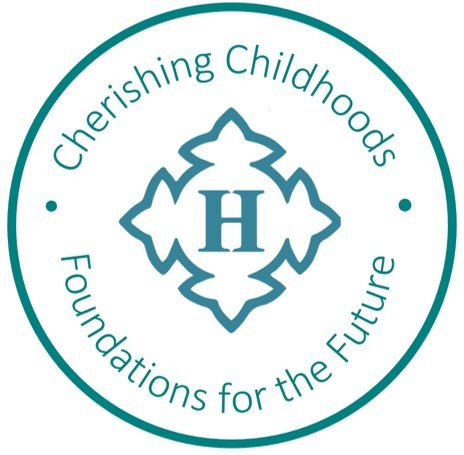 Cherishing Childhoods
H
Foundations for the Future